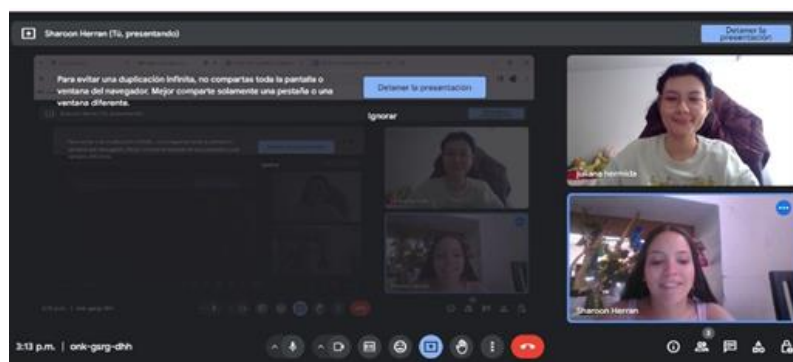 Sharoon Herran (Tú, presentando)
Detener la presentación
Para evitar una duplicación infinita, no compartas toda la pantalla o
ventana del navegador. Mejor comparte solamente una pestaña o una
ventana diferente.
Detener la presentación
Ignorar
juliana hermida
Sharoon Herran
3:13 p.m. | onk-gsrg-dhh
3